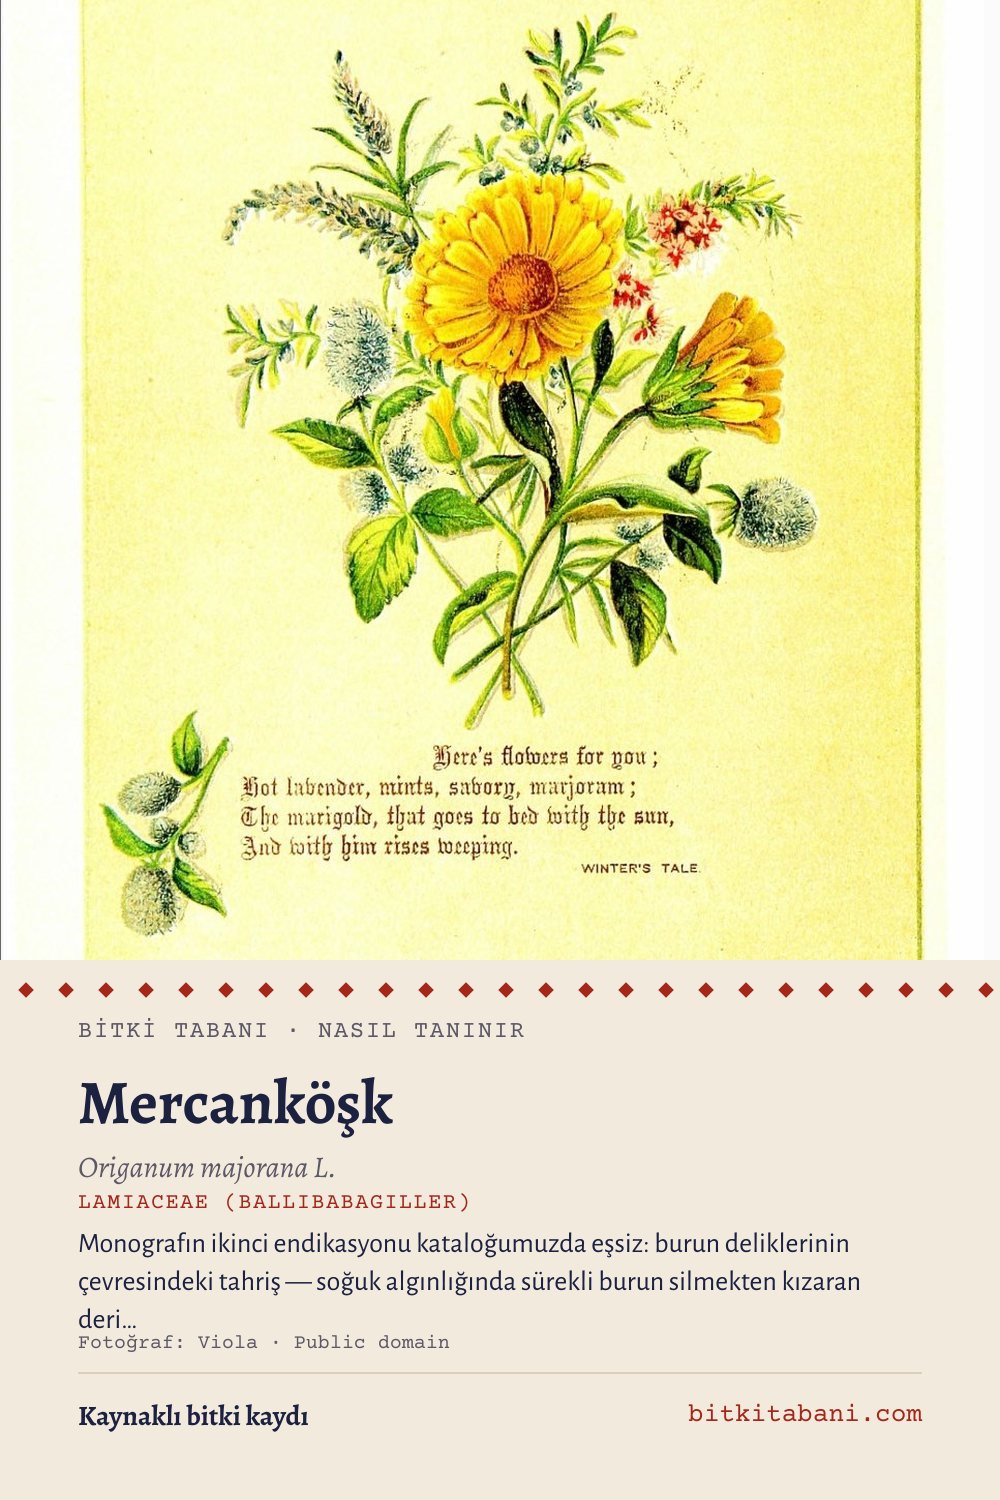 Here's flowers for you;
Hot lavender, mints, savory, marjoram;
The marigold, that goes to bed with the sun,
And with him rises weeping.
WINTER'S TALE.
BİTKİ TABANI · NASIL TANINIR
Mercanköşk
Origanum majorana L.
LAMIACEAE (BALLIBABAGILLER)
Monografın ikinci endikasyonu kataloğumuzda eşsiz: burun deliklerinin
çevresindeki tahriş — soğuk algınlığında sürekli burun silmekten kızaran
deri…
Fotoğraf: Viola · Public domain
Kaynaklı bitki kaydı
bitkitabani.com